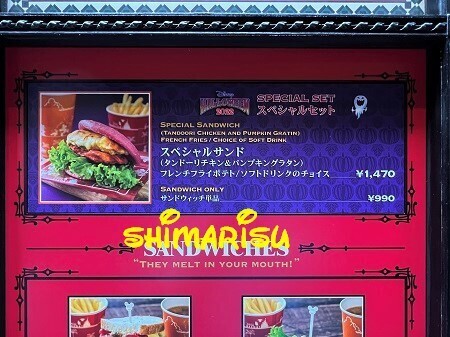 Disney
HALLOWEEN
2022
SPECIAL SET
スペシャルセット
SPECIAL SANDWICH
(TANDOORI CHICKEN AND PUMPKIN GRATIN)
FRENCH FRIES / CHOICE OF SOFT DRINK
スペシャルサンド
(タンドーリチキン&パンプキングラタン)
フレンチフライポテト/ソフトドリンクのチョイス ¥1,470
SANDWICH ONLY
サンドウィッチ単品 ¥990
SHIMARISU
SANDWICHES
"THEY MELT IN YOUR MOUTH!"